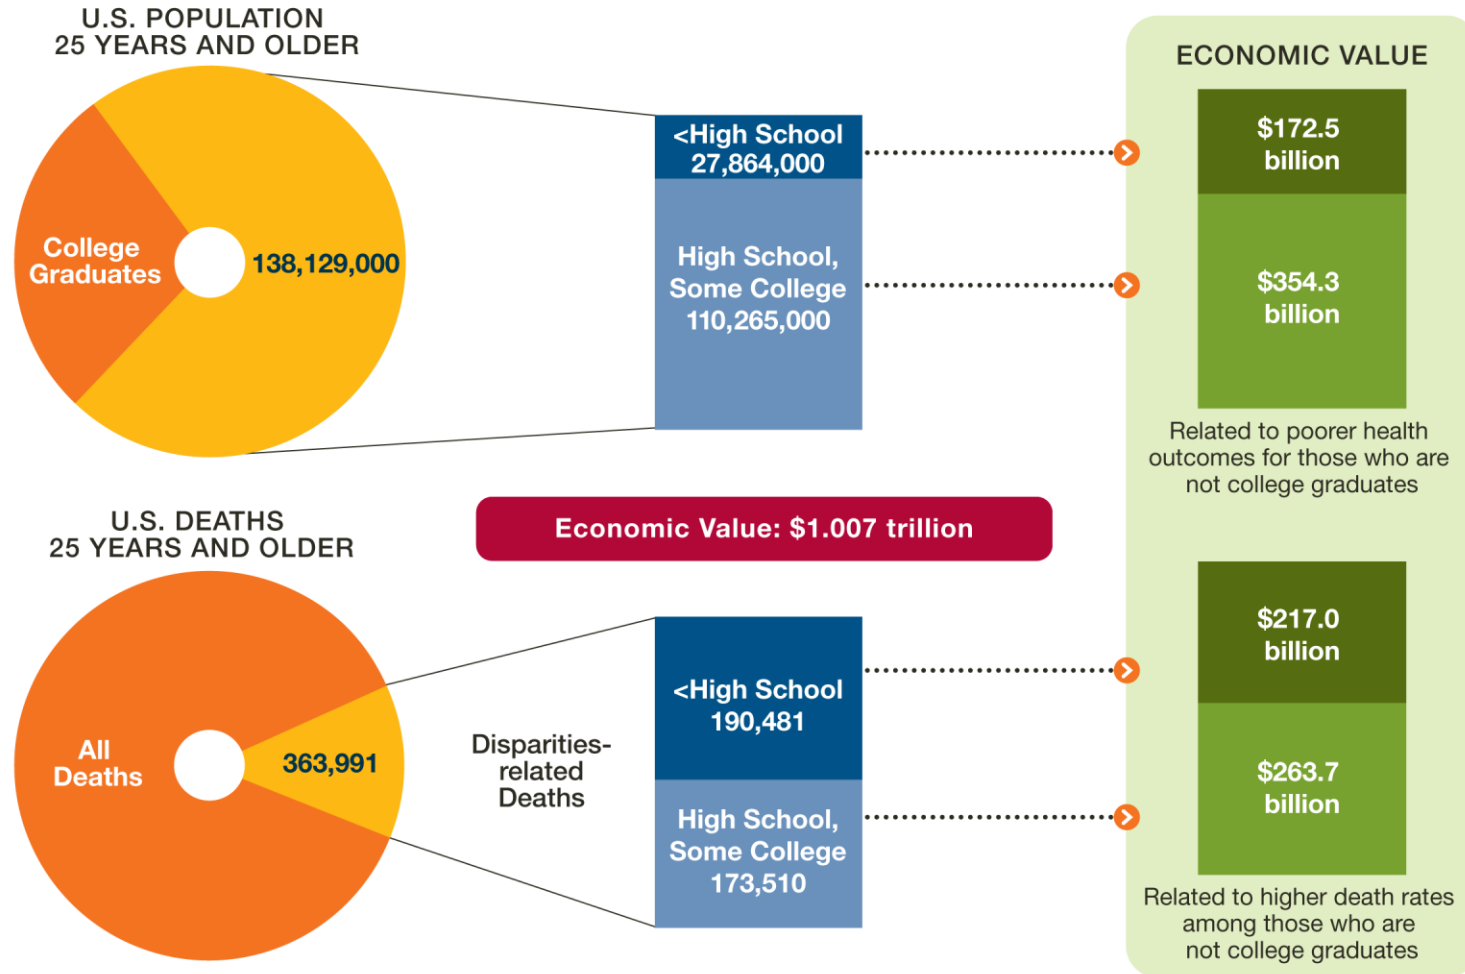 U.S. POPULATION
25 YEARS AND OLDER
College
Graduates
138,129,000
<High School
27,864,000
High School,
Some College
110,265,000
ECONOMIC VALUE
$172.5
billion
$354.3
billion
Related to poorer health
outcomes for those who are
not college graduates
Economic Value: $1.007 trillion
U.S. DEATHS
25 YEARS AND OLDER
All
Deaths
363,991
Disparities-
related
Deaths
<High School
190,481
High School,
Some College
173,510
$217.0
billion
$263.7
billion
Related to higher death rates
among those who are
not college graduates